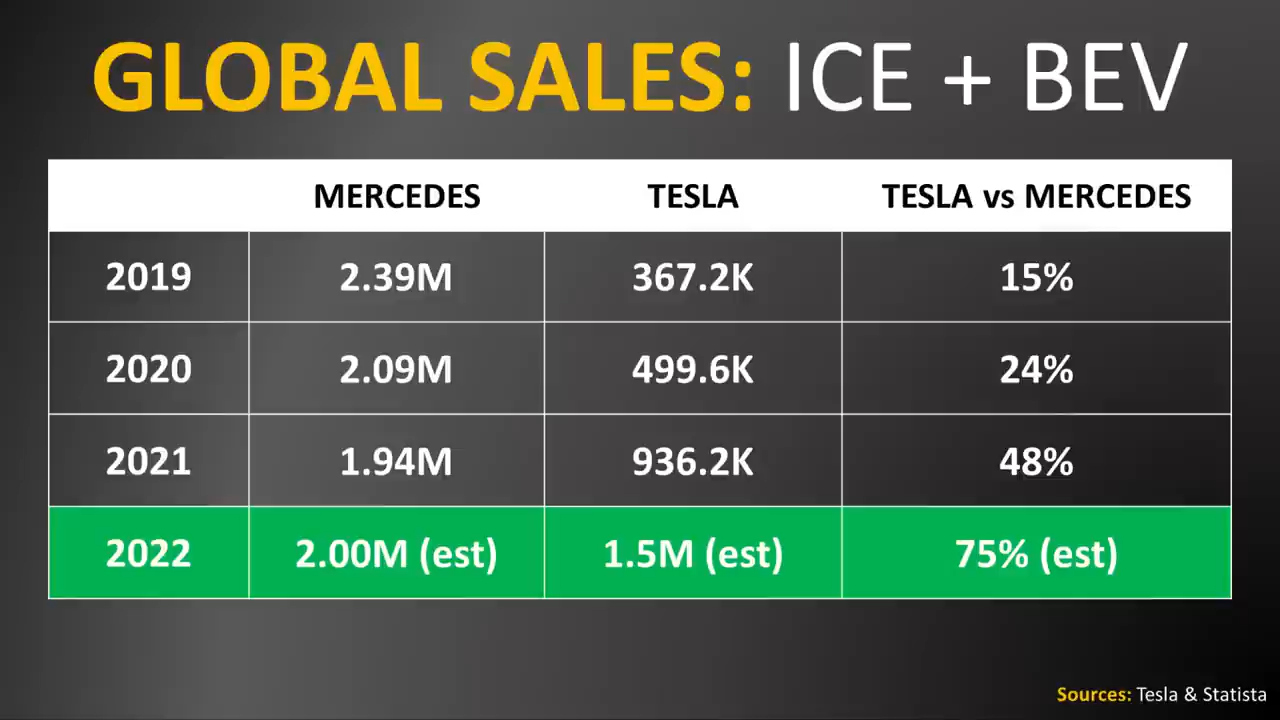 GLOBAL SALES: ICE + BEV
MERCEDES TESLA TESLA vs MERCEDES
2019 2.39M 367.2K 15%
2020 2.09M 499.6K 24%
2021 1.94M 936.2K 48%
2022 2.00M (est) 1.5M (est) 75% (est)
Sources: Tesla & Statista